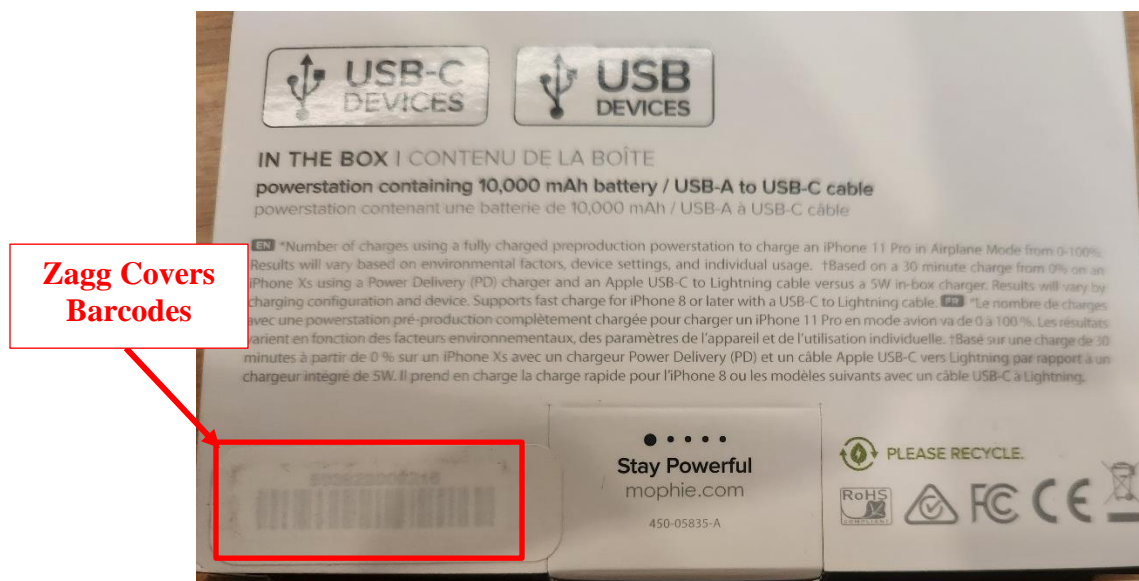 USB-C
DEVICES
USB
DEVICES
IN THE BOX I CONTENU DE LA BOÎTE
powerstation containing 10,000 mAh battery / USB-A to USB-C cable
powerstation contenant une batterie de 10,000 mAh / USB-A à USB-C câble
EN *Number of charges using a fully charged preproduction powerstation to charge an iPhone 11 Pro in Airplane Mode from 0-100%.
Results will vary based on environmental factors, device settings, and individual usage. †Based on a 30 minute charge from 0% on an
iPhone Xs using a Power Delivery (PD) charger and an Apple USB-C to Lightning cable versus a 5W in-box charger. Results will vary by
charging configuration and device. Supports fast charge for iPhone 8 or later with a USB-C to Lightning cable. FR *Le nombre de charges
avec une powerstation pré-production complètement chargée pour charger un iPhone 11 Pro en mode avion va de 0 à 100 %. Les résultats
varient en fonction des facteurs environnementaux, des paramètres de l'appareil et de l'utilisation individuelle. †Basé sur une charge de 30
minutes à partir de 0 % sur un iPhone Xs avec un chargeur Power Delivery (PD) et un câble Apple USB-C vers Lightning par rapport à un
chargeur intégré de 5W. Il prend en charge la charge rapide pour l'iPhone 8 ou les modèles suivants avec un câble USB-C à Lightning.
Zagg Covers
Barcodes
Stay Powerful
mophie.com
450-05835-A
PLEASE RECYCLE.
RoHS
COMPLIANT
FC CE